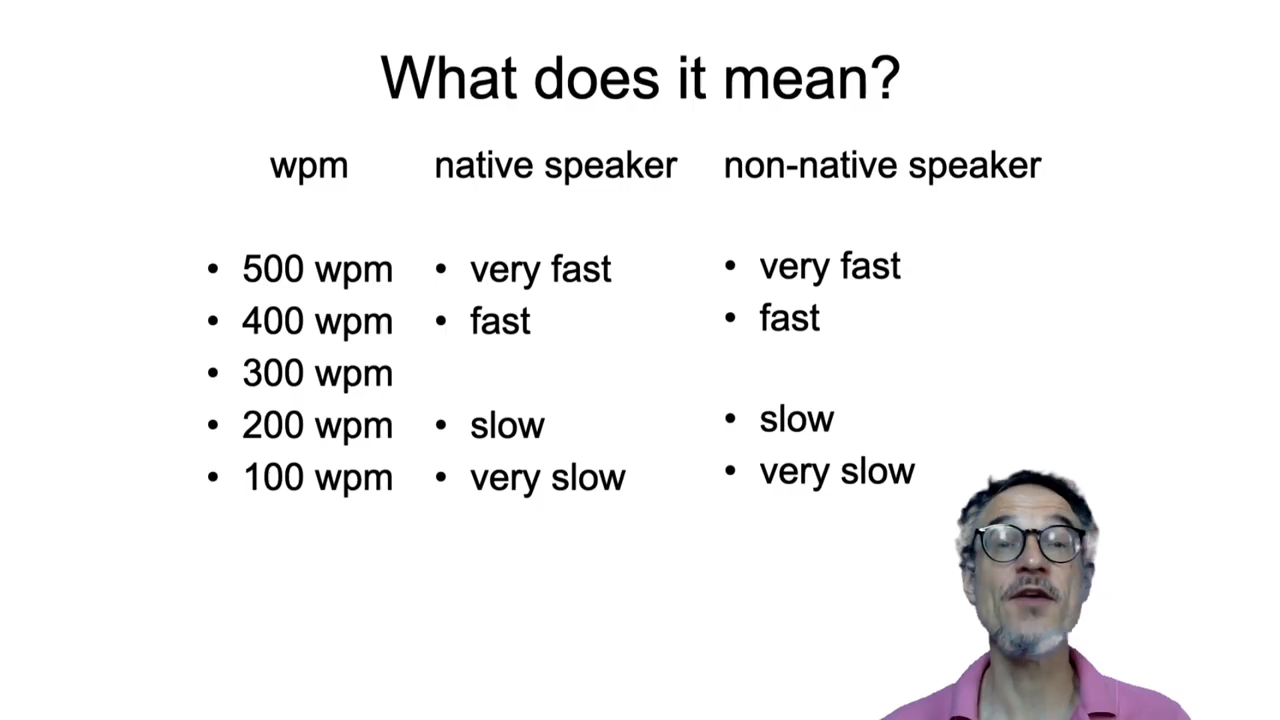 What does it mean?
wpm native speaker non-native speaker
• 500 wpm • very fast • very fast
• 400 wpm • fast • fast
• 300 wpm
• 200 wpm • slow • slow
• 100 wpm • very slow • very slow